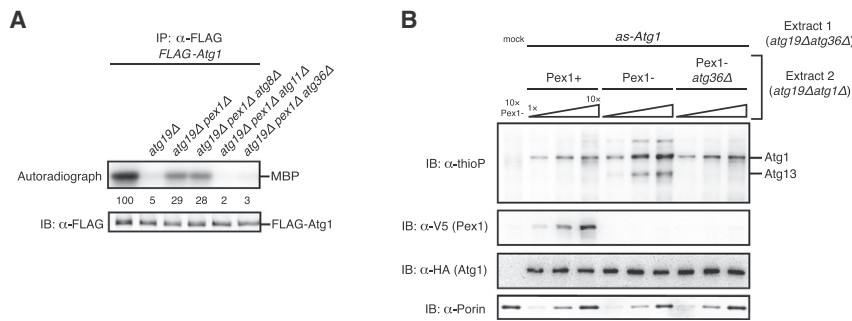 A
IP: α-FLAG
FLAG-Atg1
atg19Δ
atg19Δ pex1Δ
atg19Δ pex1Δ atg8Δ
atg19Δ pex1Δ atg11Δ
atg19Δ pex1Δ atg36Δ
Autoradiograph
MBP
100 5 29 28 2 3
IB: α-FLAG
FLAG-Atg1
B
mock
as-Atg1
Extract 1
(atg19Δatg36Δ)
Pex1+
Pex1-
Pex1-
atg36Δ
Extract 2
(atg19Δatg1Δ)
10×
Pex1-
1×
10×
IB: α-thioP
Atg1
Atg13
IB: α-V5 (Pex1)
IB: α-HA (Atg1)
IB: α-Porin